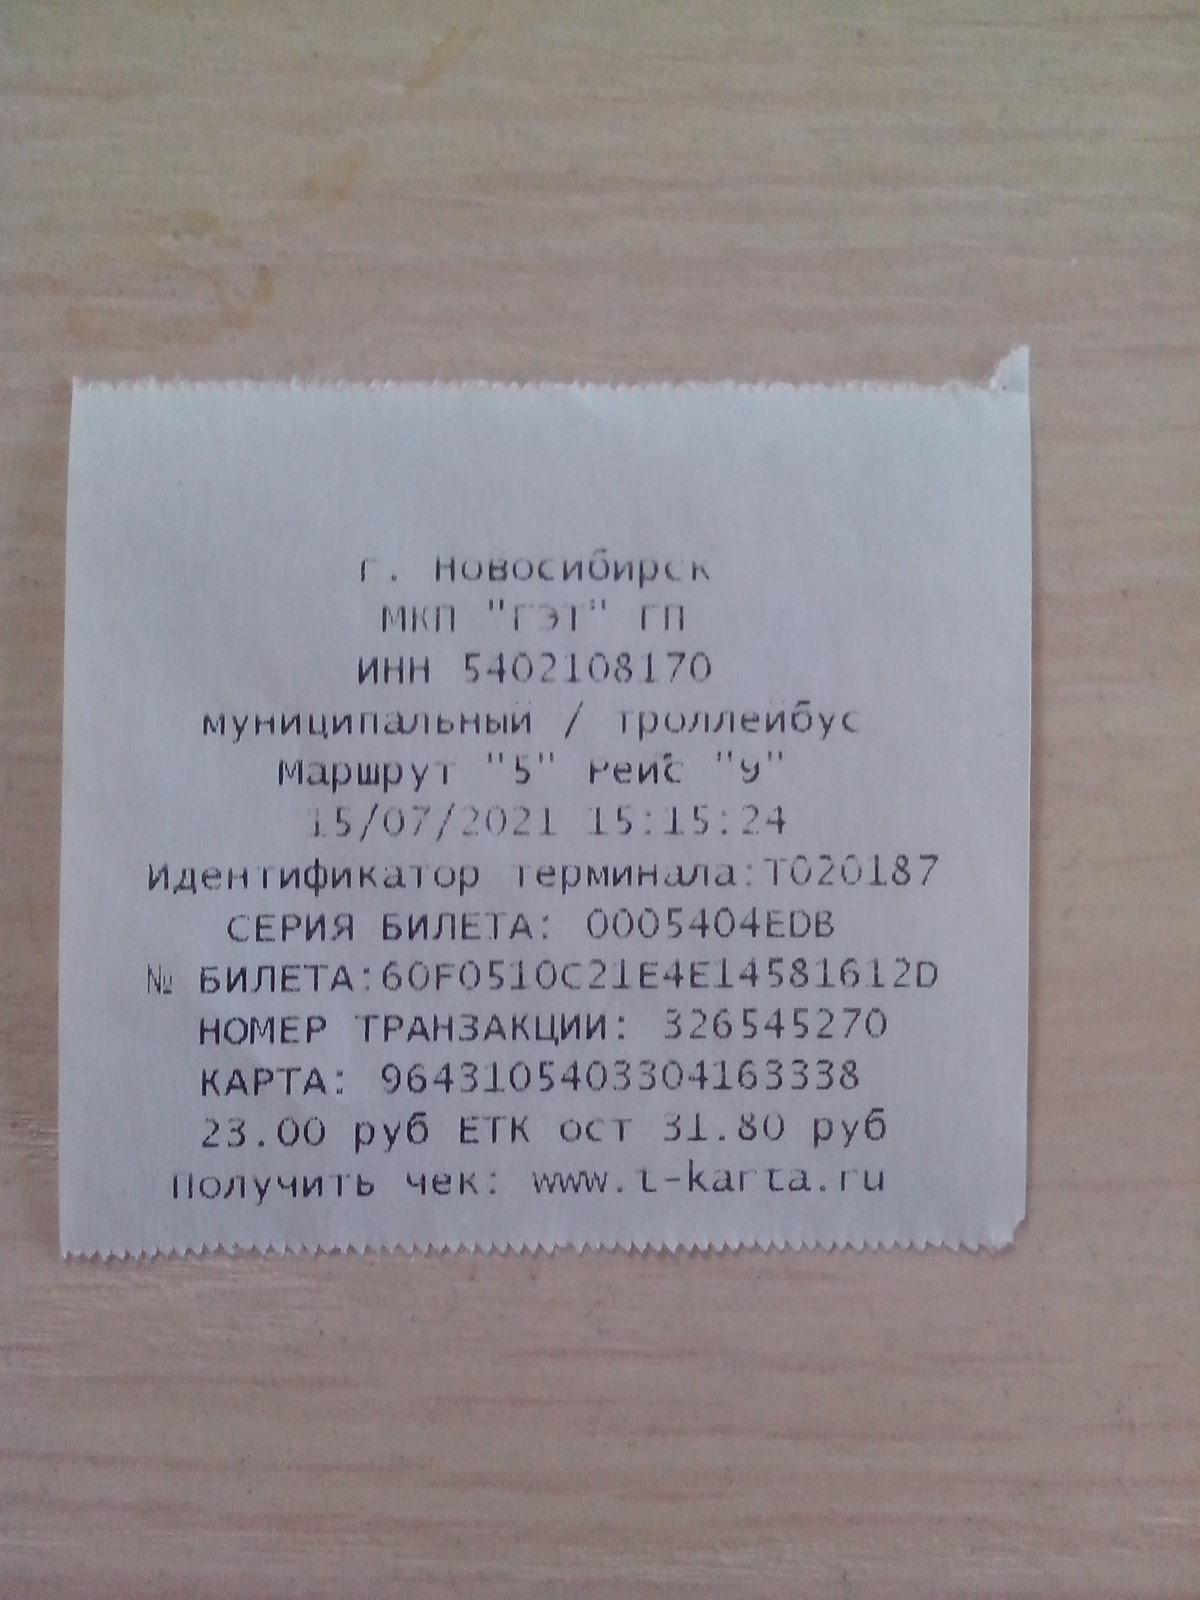 г. Новосибирск
МКП "ГЭТ" ГП
ИНН 5402108170
муниципальный / троллейбус
Маршрут "5" Рейс "9"
15/07/2021 15:15:24
Идентификатор терминала:T020187
СЕРИЯ БИЛЕТА: 0005404EDB
№ БИЛЕТА:60F0510C21E4E14581612D
НОМЕР ТРАНЗАКЦИИ: 326545270
КАРТА: 9643105403304163338
23.00 руб ЕТК ост 31.80 руб
Получить чек: www.t-karta.ru